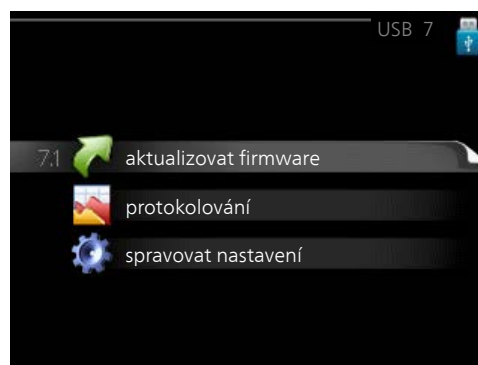 USB 7
7.1 aktualizovat firmware
protokolování
spravovat nastavení